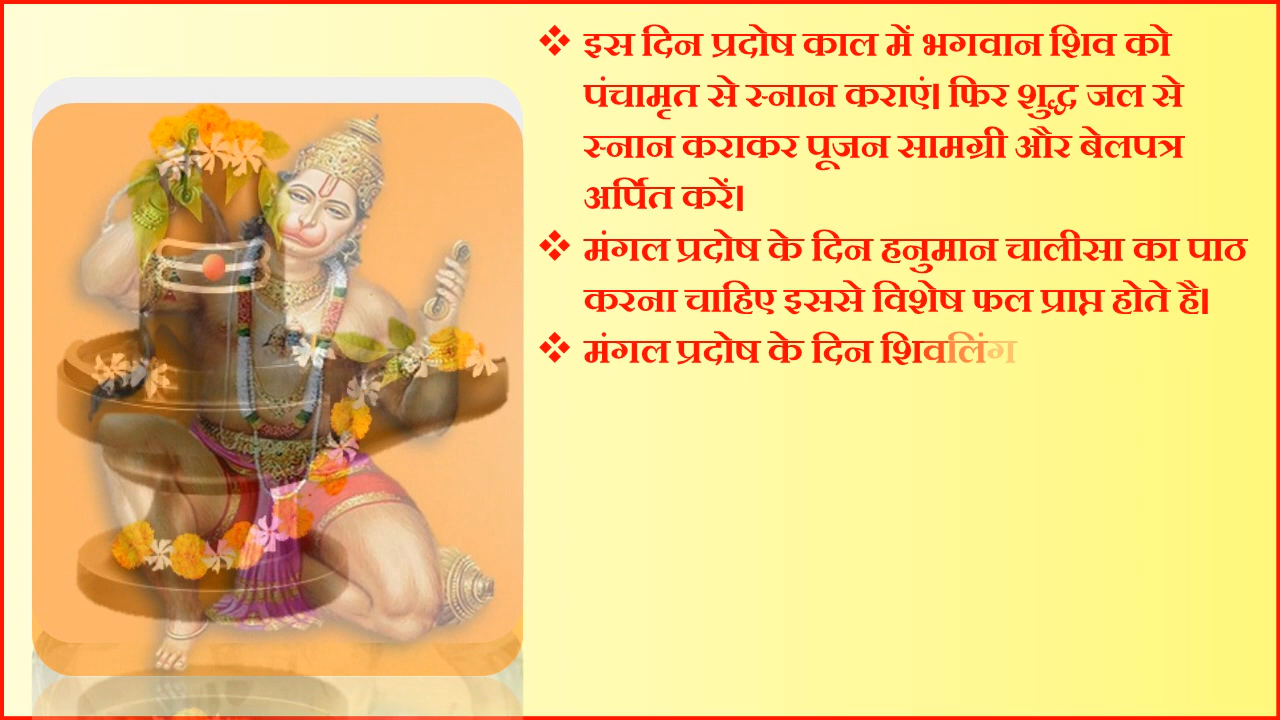 ❖ इस दिन प्रदोष काल में भगवान शिव को
पंचामृत से स्नान कराएं। फिर शुद्ध जल से
स्नान कराकर पूजन सामग्री और बेलपत्र
अर्पित करें।
❖ मंगल प्रदोष के दिन हनुमान चालीसा का पाठ
करना चाहिए इससे विशेष फल प्राप्त होते है।
❖ मंगल प्रदोष के दिन शिवलिंग